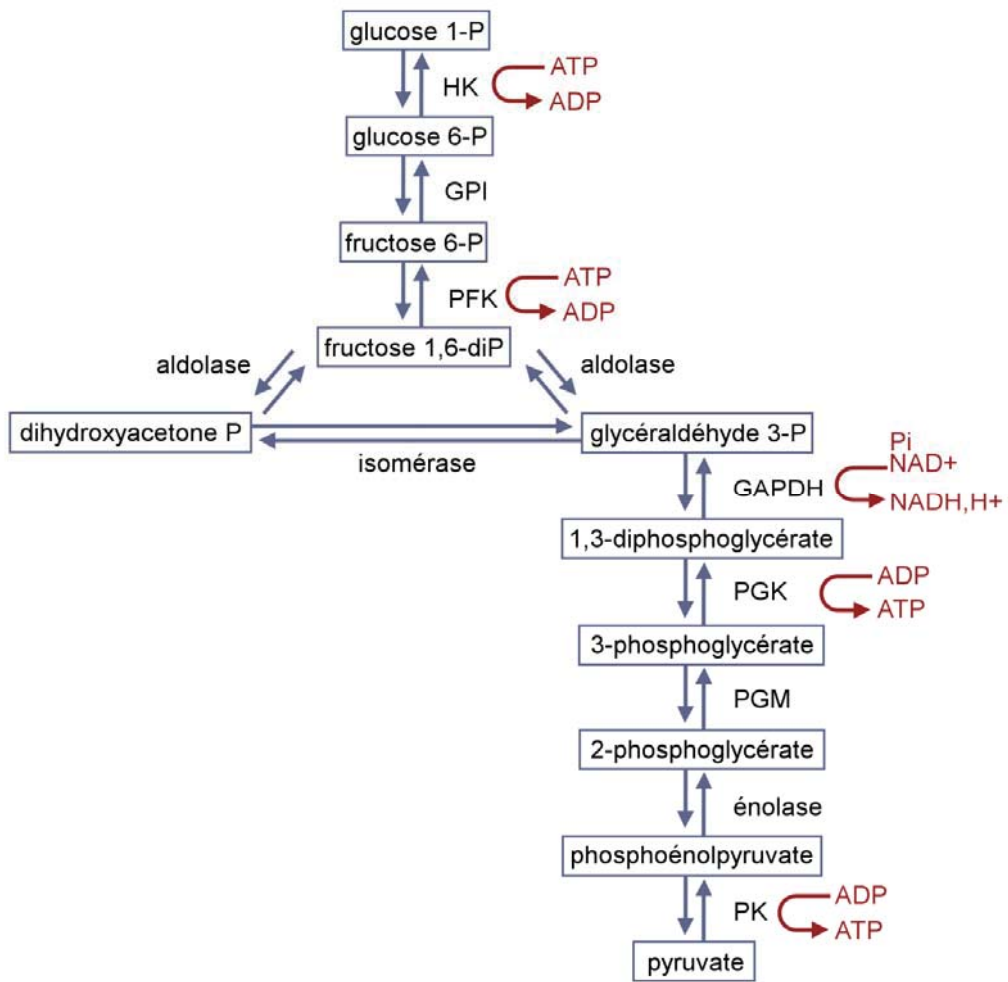 glucose 1-P
HK
ATP
ADP
glucose 6-P
GPI
fructose 6-P
PFK
ATP
ADP
fructose 1,6-diP
aldolase
aldolase
dihydroxyacetone P
glycéraldéhyde 3-P
isomérase
GAPDH
Pi
NAD+
NADH,H+
1,3-diphosphoglycérate
PGK
ADP
ATP
3-phosphoglycérate
PGM
2-phosphoglycérate
énolase
phosphoénolpyruvate
PK
ADP
ATP
pyruvate